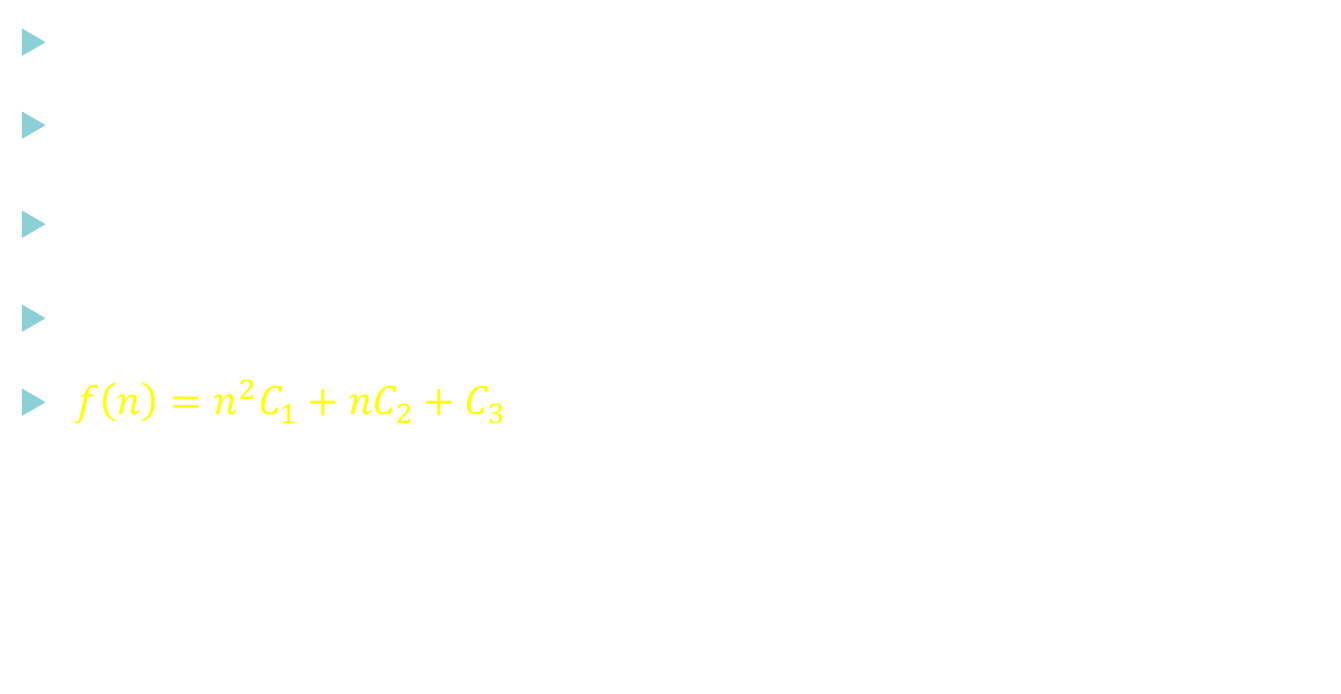 f(n) = n²C₁ + nC₂ + C₃